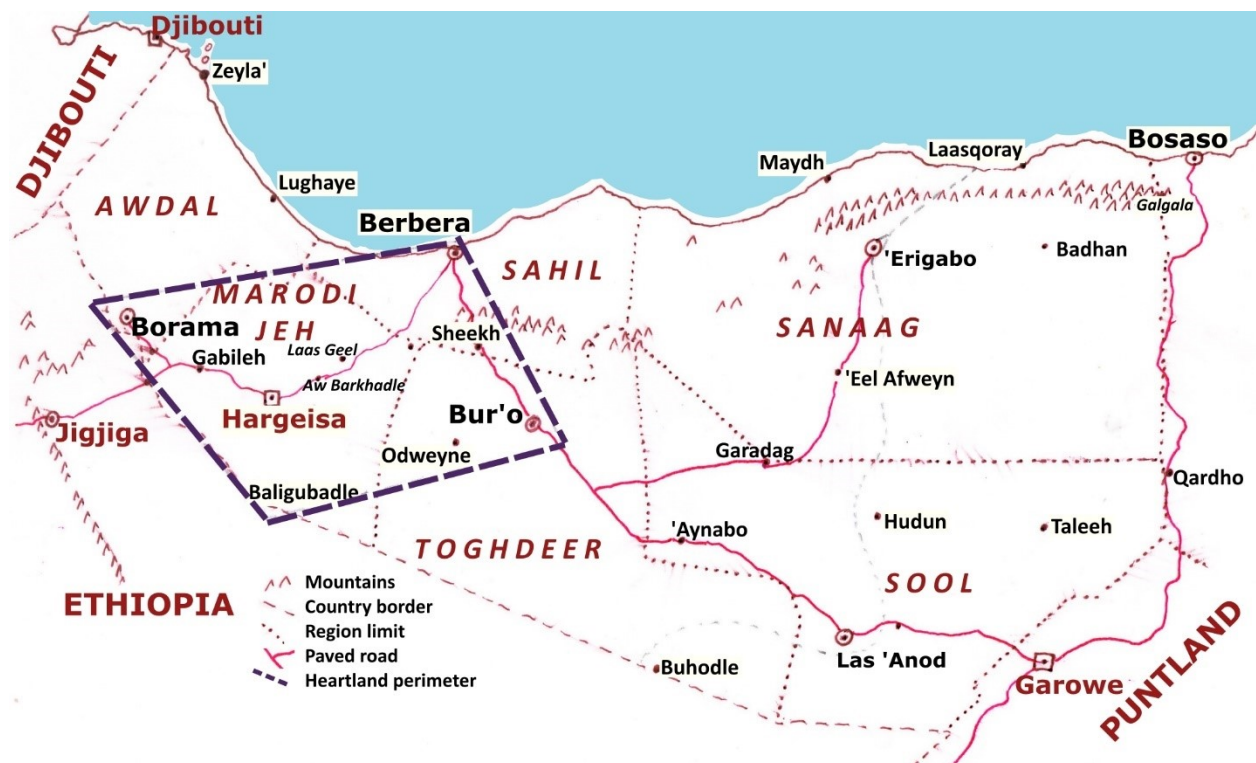 Djibouti
DJIBOUTI
Zeyla'
Bosaso
Laasqoray
Maydh
Lughaye
AWDAL
Galgala
Berbera
'Erigabo
Badhan
SAHIL
MARODI
JEH
SANAAG
Borama
Sheekh
Laas Geel
Gabileh
'Eel Afweyn
Aw Barkhadle
Hargeisa
Bur'o
Jigjiga
Odweyne
Garadag
Qardho
Baligubadle
Hudun
Taleeh
'Aynabo
TOGHDEER
SOOL
ETHIOPIA
Mountains
Country border
Region limit
Paved road
Heartland perimeter
Las 'Anod
Buhodle
Garowe
PUNTLAND